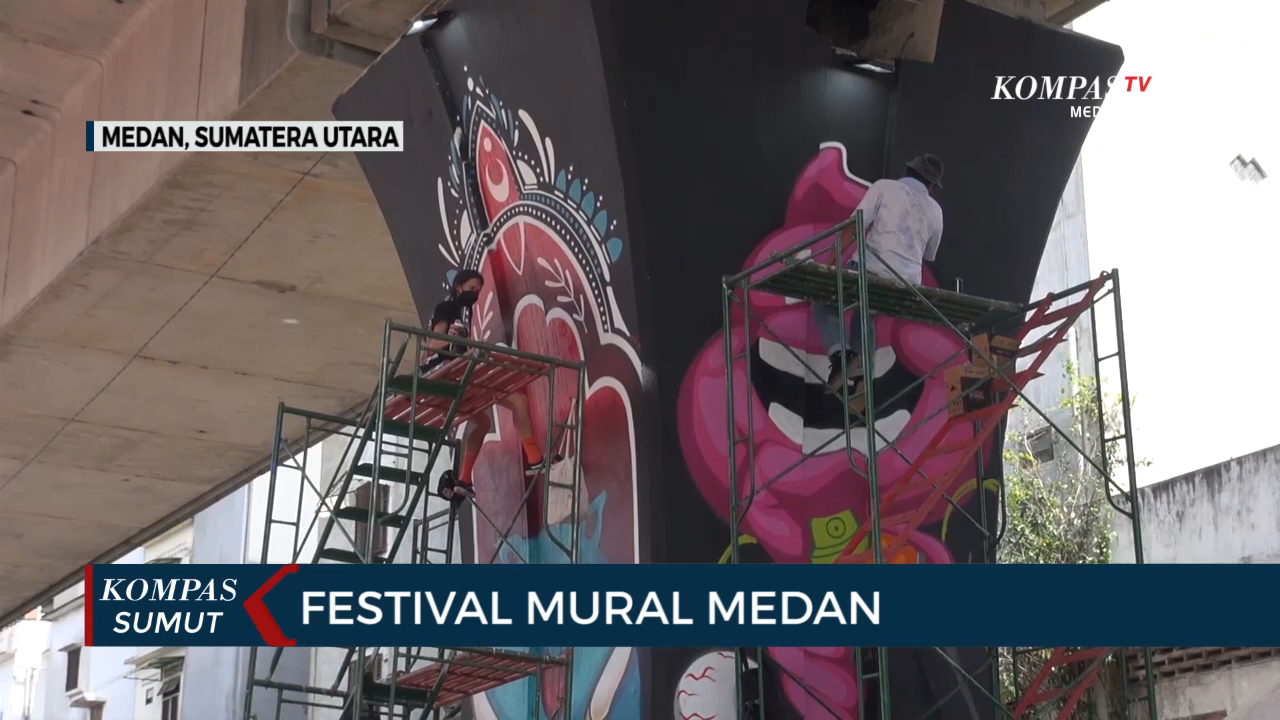 KOMPAS TV
MEDAN, SUMATERA UTARA
KOMPAS
SUMUT
FESTIVAL MURAL MEDAN